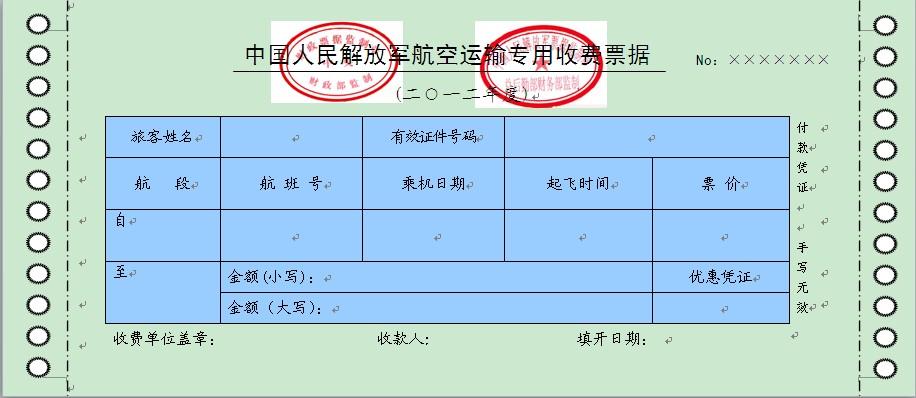 中国人民解放军航空运输专用收费票据
No：×××××××
(二○一二年度)
财政部监制
总后勤部财务部监制
旅客姓名 有效证件号码
航 段 航 班 号 乘机日期 起飞时间 票 价
自
至 金额(小写)： 优惠凭证
金额（大写)：
付款凭证 手写无效
收费单位盖章： 收款人: 填开日期：